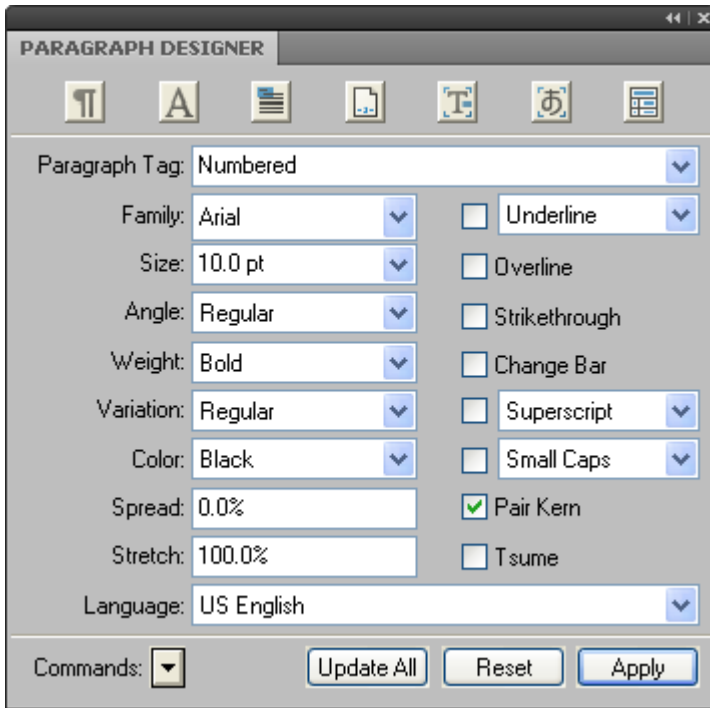 PARAGRAPH DESIGNER
Paragraph Tag: Numbered
Family: Arial Underline
Size: 10.0 pt Overline
Angle: Regular Strikethrough
Weight: Bold Change Bar
Variation: Regular Superscript
Color: Black Small Caps
Spread: 0.0% Pair Kern
Stretch: 100.0% Tsume
Language: US English
Commands: Update All Reset Apply